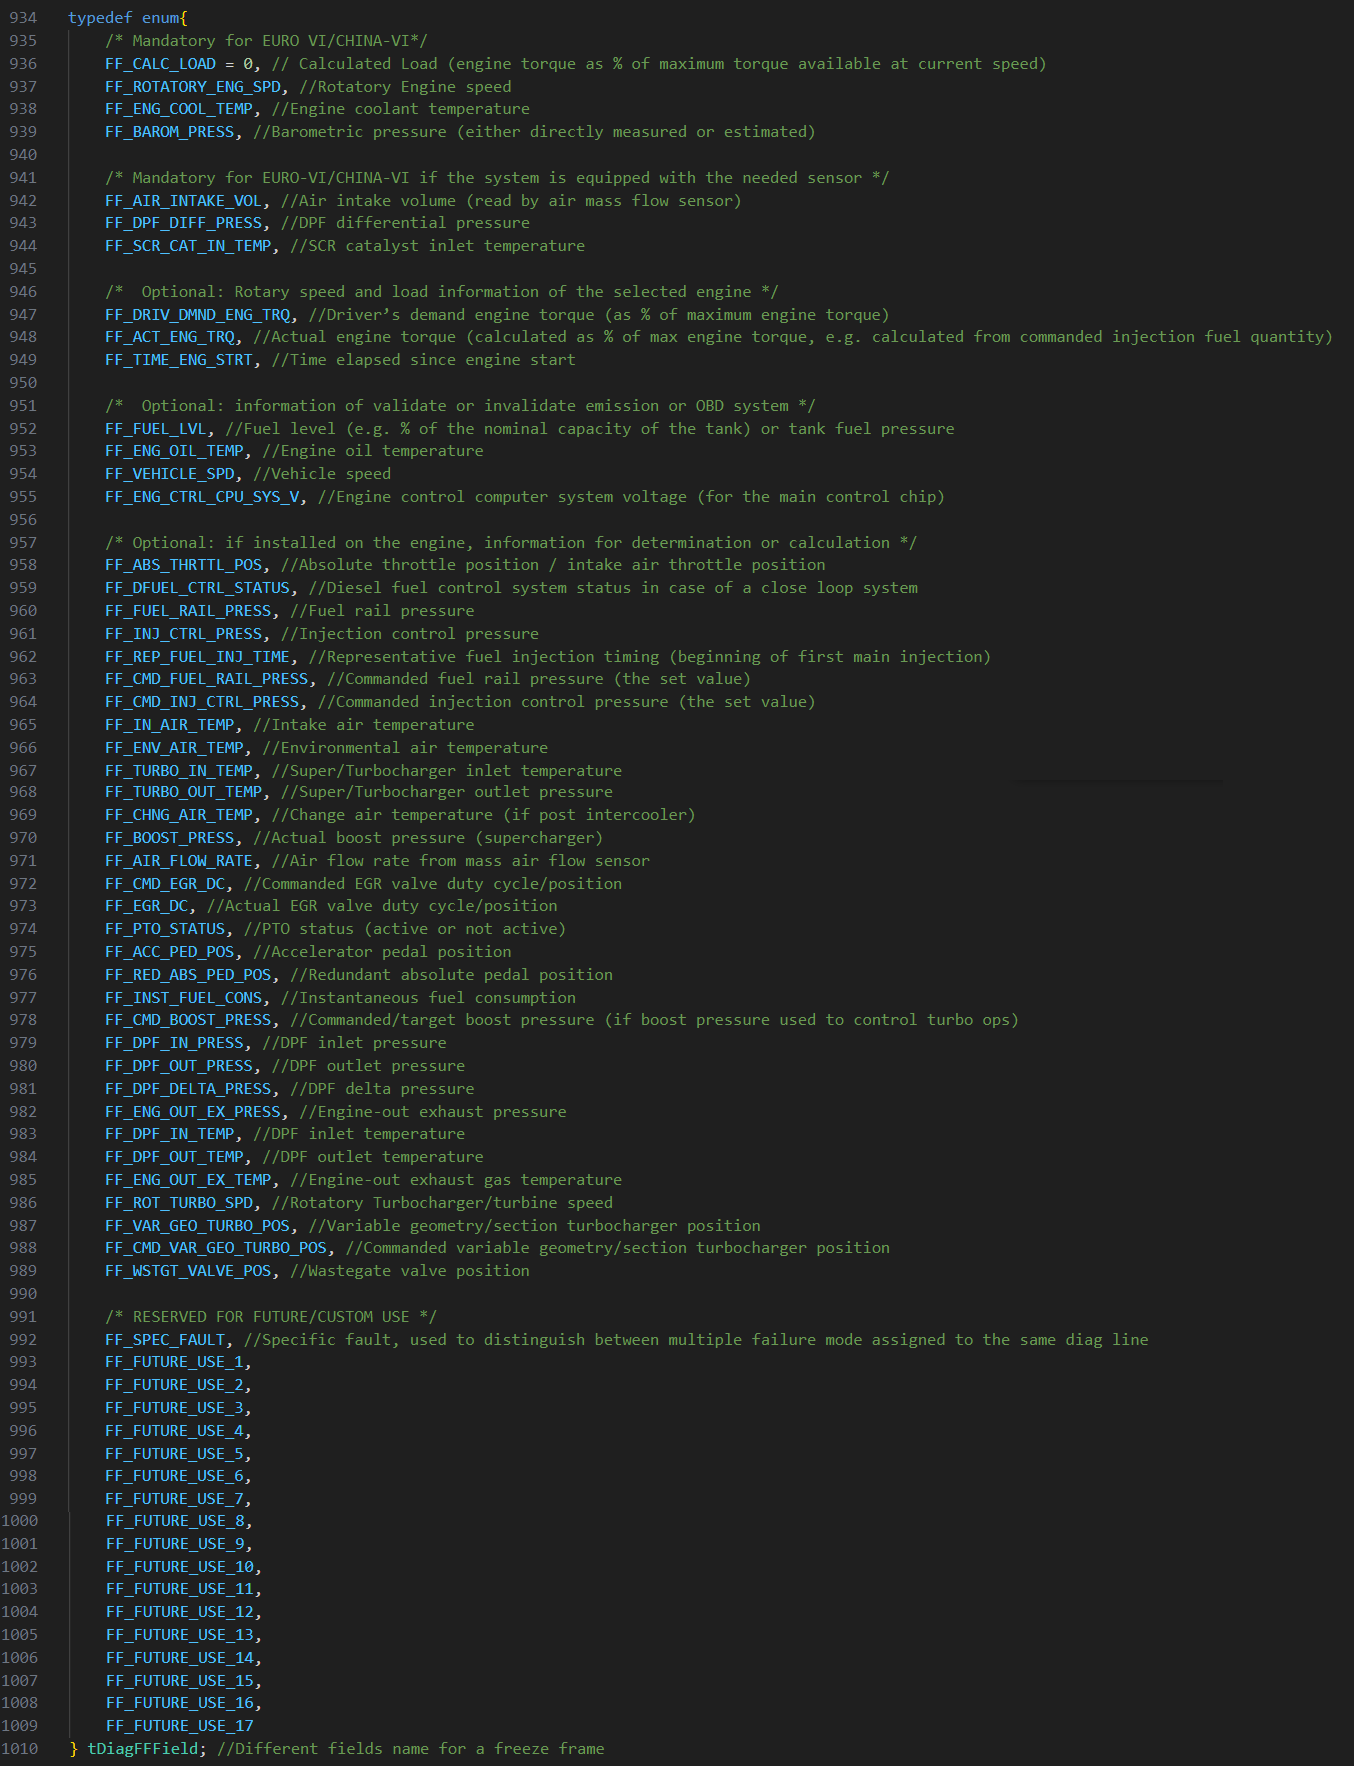 934 typedef enum{
935 /* Mandatory for EURO VI/CHINA-VI*/
936 FF_CALC_LOAD = 0, // Calculated Load (engine torque as % of maximum torque available at current speed)
937 FF_ROTATORY_ENG_SPD, //Rotatory Engine speed
938 FF_ENG_COOL_TEMP, //Engine coolant temperature
939 FF_BAROM_PRESS, //Barometric pressure (either directly measured or estimated)
940
941 /* Mandatory for EURO-VI/CHINA-VI if the system is equipped with the needed sensor */
942 FF_AIR_INTAKE_VOL, //Air intake volume (read by air mass flow sensor)
943 FF_DPF_DIFF_PRESS, //DPF differential pressure
944 FF_SCR_CAT_IN_TEMP, //SCR catalyst inlet temperature
945
946 /*  Optional: Rotary speed and load information of the selected engine */
947 FF_DRIV_DMND_ENG_TRQ, //Driver’s demand engine torque (as % of maximum engine torque)
948 FF_ACT_ENG_TRQ, //Actual engine torque (calculated as % of max engine torque, e.g. calculated from commanded injection fuel quantity)
949 FF_TIME_ENG_STRT, //Time elapsed since engine start
950
951 /*  Optional: information of validate or invalidate emission or OBD system */
952 FF_FUEL_LVL, //Fuel level (e.g. % of the nominal capacity of the tank) or tank fuel pressure
953 FF_ENG_OIL_TEMP, //Engine oil temperature
954 FF_VEHICLE_SPD, //Vehicle speed
955 FF_ENG_CTRL_CPU_SYS_V, //Engine control computer system voltage (for the main control chip)
956
957 /* Optional: if installed on the engine, information for determination or calculation */
958 FF_ABS_THRTTL_POS, //Absolute throttle position / intake air throttle position
959 FF_DFUEL_CTRL_STATUS, //Diesel fuel control system status in case of a close loop system
960 FF_FUEL_RAIL_PRESS, //Fuel rail pressure
961 FF_INJ_CTRL_PRESS, //Injection control pressure
962 FF_REP_FUEL_INJ_TIME, //Representative fuel injection timing (beginning of first main injection)
963 FF_CMD_FUEL_RAIL_PRESS, //Commanded fuel rail pressure (the set value)
964 FF_CMD_INJ_CTRL_PRESS, //Commanded injection control pressure (the set value)
965 FF_IN_AIR_TEMP, //Intake air temperature
966 FF_ENV_AIR_TEMP, //Environmental air temperature
967 FF_TURBO_IN_TEMP, //Super/Turbocharger inlet temperature
968 FF_TURBO_OUT_TEMP, //Super/Turbocharger outlet pressure
969 FF_CHNG_AIR_TEMP, //Change air temperature (if post intercooler)
970 FF_BOOST_PRESS, //Actual boost pressure (supercharger)
971 FF_AIR_FLOW_RATE, //Air flow rate from mass air flow sensor
972 FF_CMD_EGR_DC, //Commanded EGR valve duty cycle/position
973 FF_EGR_DC, //Actual EGR valve duty cycle/position
974 FF_PTO_STATUS, //PTO status (active or not active)
975 FF_ACC_PED_POS, //Accelerator pedal position
976 FF_RED_ABS_PED_POS, //Redundant absolute pedal position
977 FF_INST_FUEL_CONS, //Instantaneous fuel consumption
978 FF_CMD_BOOST_PRESS, //Commanded/target boost pressure (if boost pressure used to control turbo ops)
979 FF_DPF_IN_PRESS, //DPF inlet pressure
980 FF_DPF_OUT_PRESS, //DPF outlet pressure
981 FF_DPF_DELTA_PRESS, //DPF delta pressure
982 FF_ENG_OUT_EX_PRESS, //Engine-out exhaust pressure
983 FF_DPF_IN_TEMP, //DPF inlet temperature
984 FF_DPF_OUT_TEMP, //DPF outlet temperature
985 FF_ENG_OUT_EX_TEMP, //Engine-out exhaust gas temperature
986 FF_ROT_TURBO_SPD, //Rotatory Turbocharger/turbine speed
987 FF_VAR_GEO_TURBO_POS, //Variable geometry/section turbocharger position
988 FF_CMD_VAR_GEO_TURBO_POS, //Commanded variable geometry/section turbocharger position
989 FF_WSTGT_VALVE_POS, //Wastegate valve position
990
991 /* RESERVED FOR FUTURE/CUSTOM USE */
992 FF_SPEC_FAULT, //Specific fault, used to distinguish between multiple failure mode assigned to the same diag line
993 FF_FUTURE_USE_1,
994 FF_FUTURE_USE_2,
995 FF_FUTURE_USE_3,
996 FF_FUTURE_USE_4,
997 FF_FUTURE_USE_5,
998 FF_FUTURE_USE_6,
999 FF_FUTURE_USE_7,
1000 FF_FUTURE_USE_8,
1001 FF_FUTURE_USE_9,
1002 FF_FUTURE_USE_10,
1003 FF_FUTURE_USE_11,
1004 FF_FUTURE_USE_12,
1005 FF_FUTURE_USE_13,
1006 FF_FUTURE_USE_14,
1007 FF_FUTURE_USE_15,
1008 FF_FUTURE_USE_16,
1009 FF_FUTURE_USE_17
1010 } tDiagFFField; //Different fields name for a freeze frame